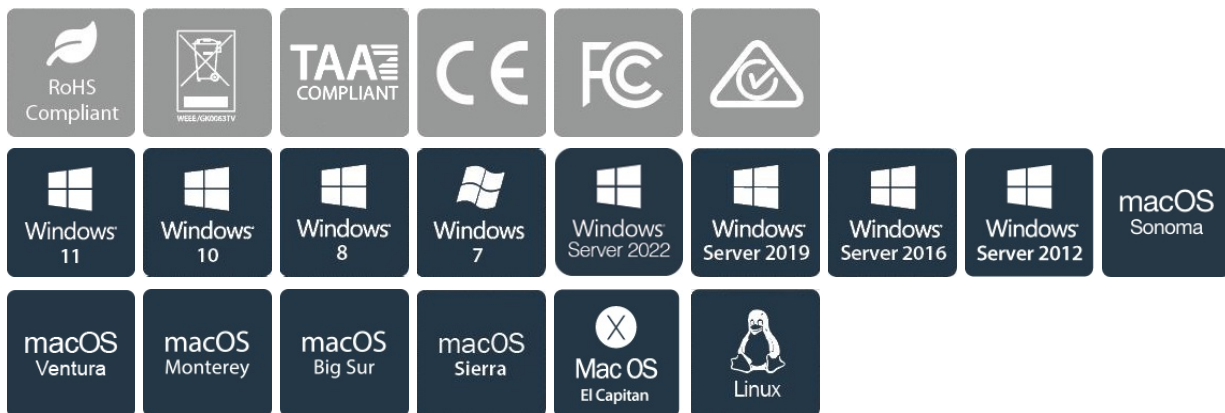 RoHS
Compliant
WEEE/GK0063TV
TAA
COMPLIANT
CE
FC
Windows
11
Windows
10
Windows
8
Windows
7
Windows
Server 2022
Windows
Server 2019
Windows
Server 2016
Windows
Server 2012
macOS
Sonoma
macOS
Ventura
macOS
Monterey
macOS
Big Sur
macOS
Sierra
X
Mac OS
El Capitan
Linux